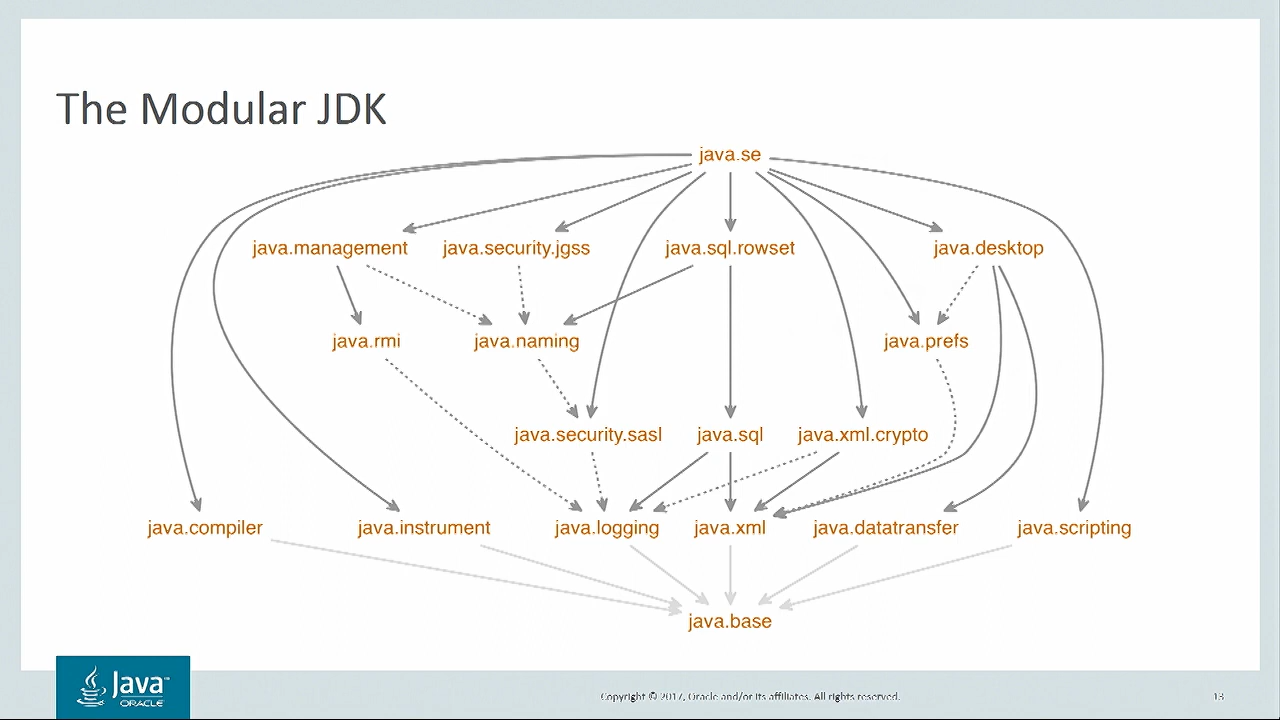 The Modular JDK
java.se
java.management java.security.jgss java.sql.rowset java.desktop
java.rmi java.naming java.prefs
java.security.sasl java.sql java.xml.crypto
java.compiler java.instrument java.logging java.xml java.datatransfer java.scripting
java.base
Java™
ORACLE
Copyright © 2017, Oracle and/or its affiliates. All rights reserved.
13